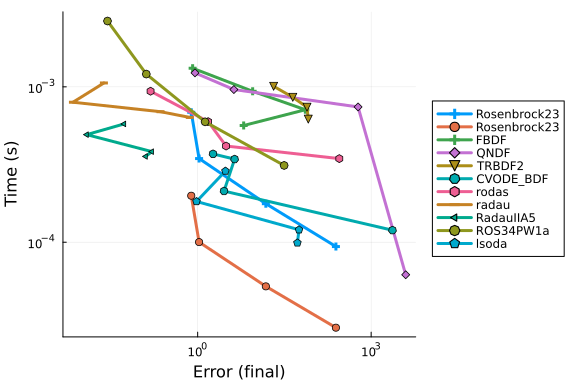 Time (s)
10⁻³
10⁻⁴
10⁰
10³
Error (final)
Rosenbrock23
Rosenbrock23
FBDF
QNDF
TRBDF2
CVODE_BDF
rodas
radau
RadauIIA5
ROS34PW1a
lsoda